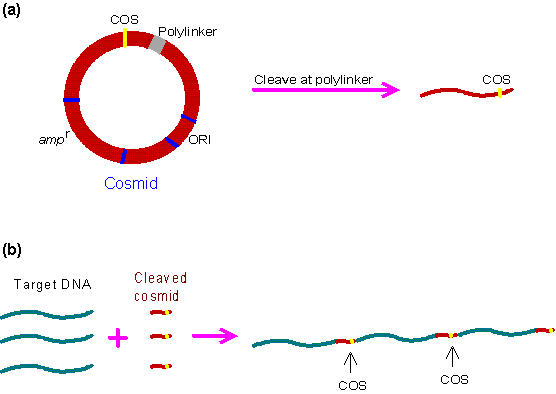 (a)
COS
Polylinker
Cleave at polylinker
COS
amp r
ORI
Cosmid
(b)
Target DNA
Cleaved
cosmid
COS
COS